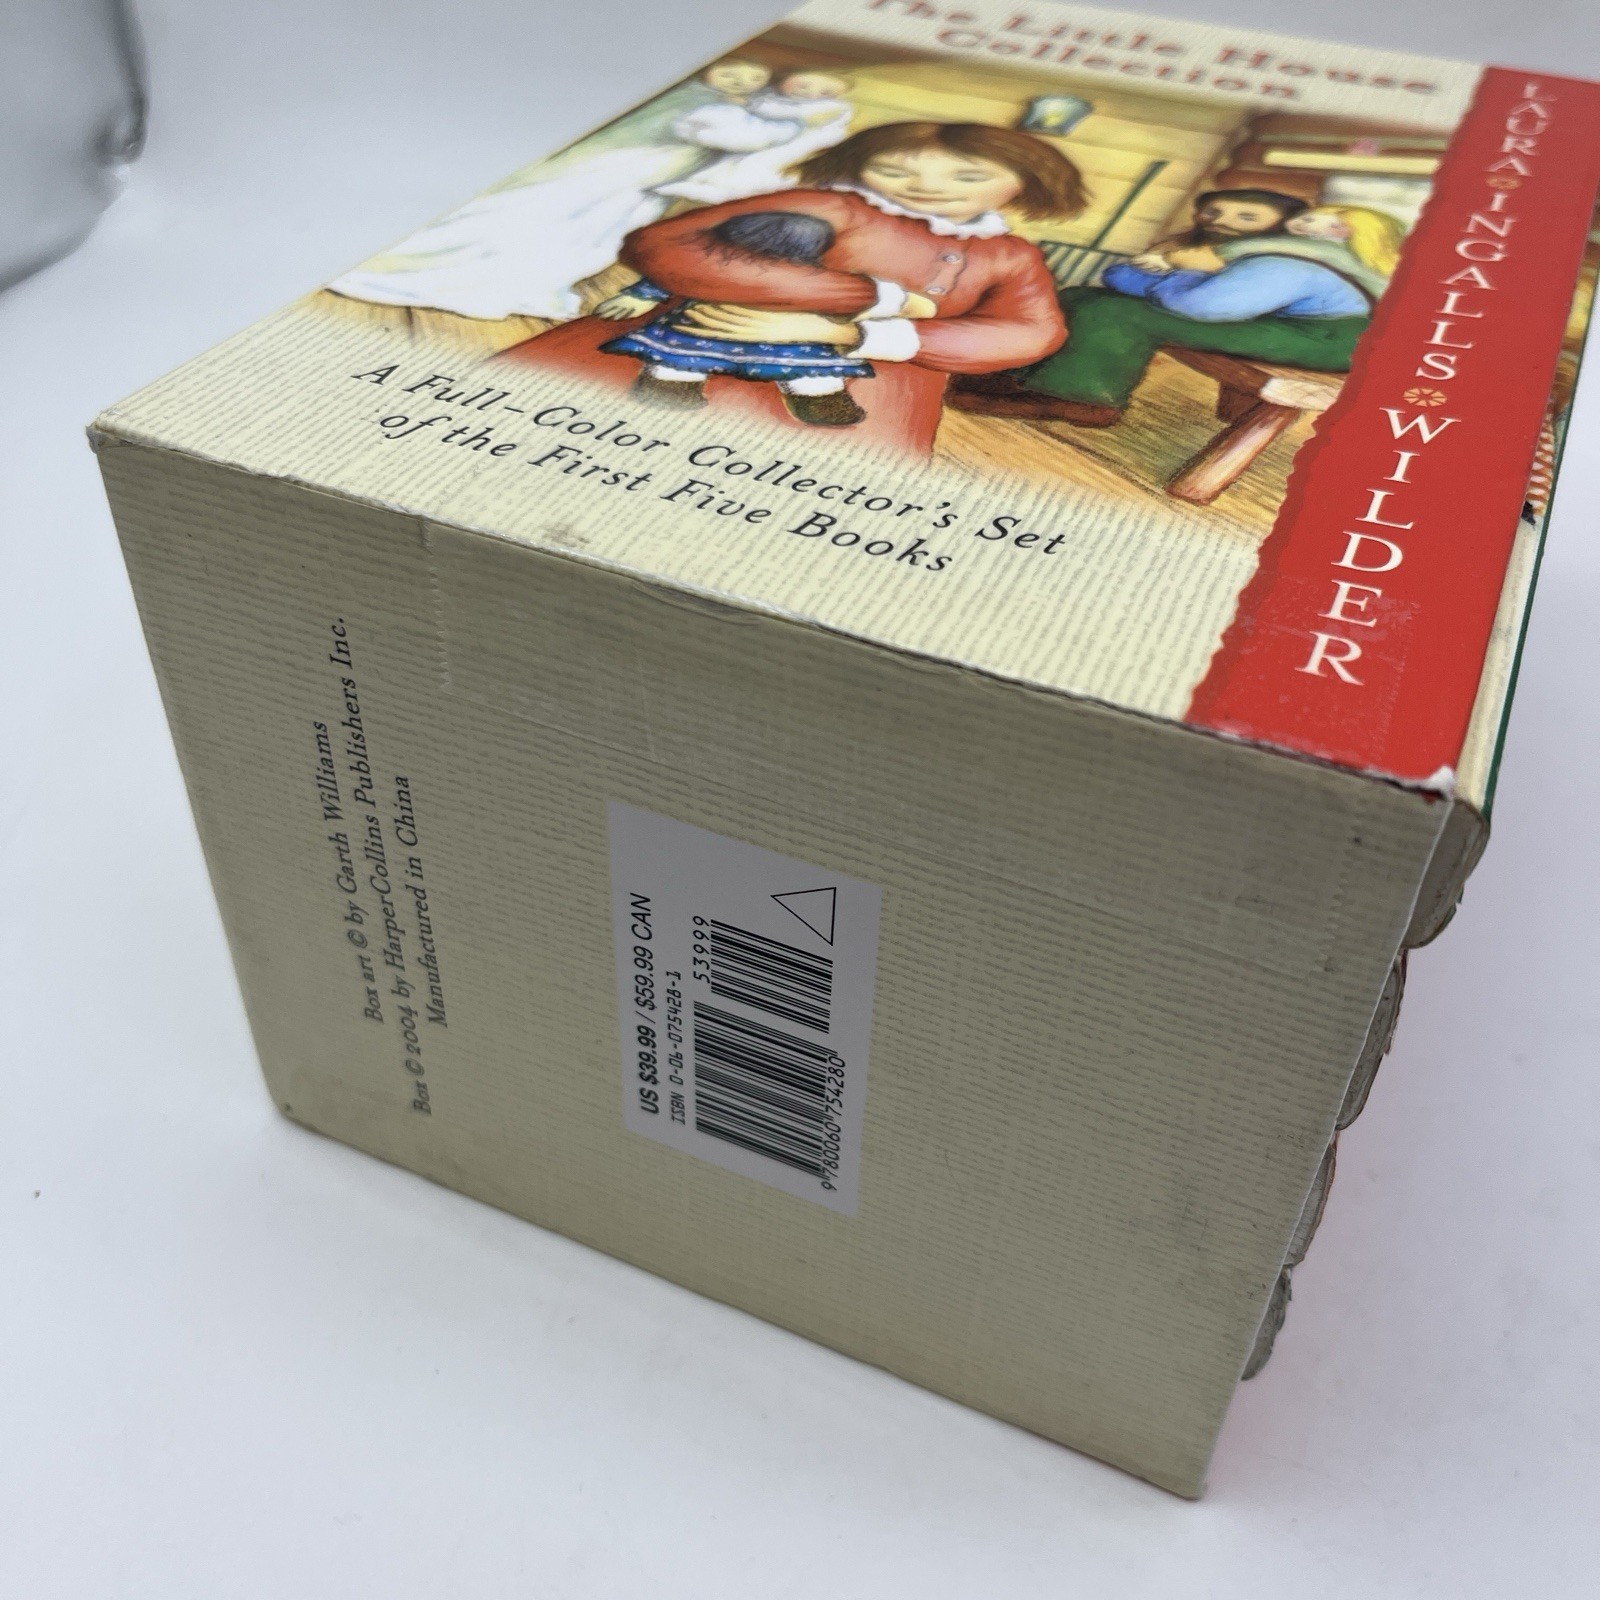 The Little House
Collection
LAURA INGALLS WILDER
A Full-Color Collector's Set
of the First Five Books
Box art © by Garth Williams
Box © 2004 by HarperCollins Publishers Inc.
Manufactured in China
US $39.99 / $59.99 CAN
ISBN 0-06-075428-1
53999
9 780060 754280